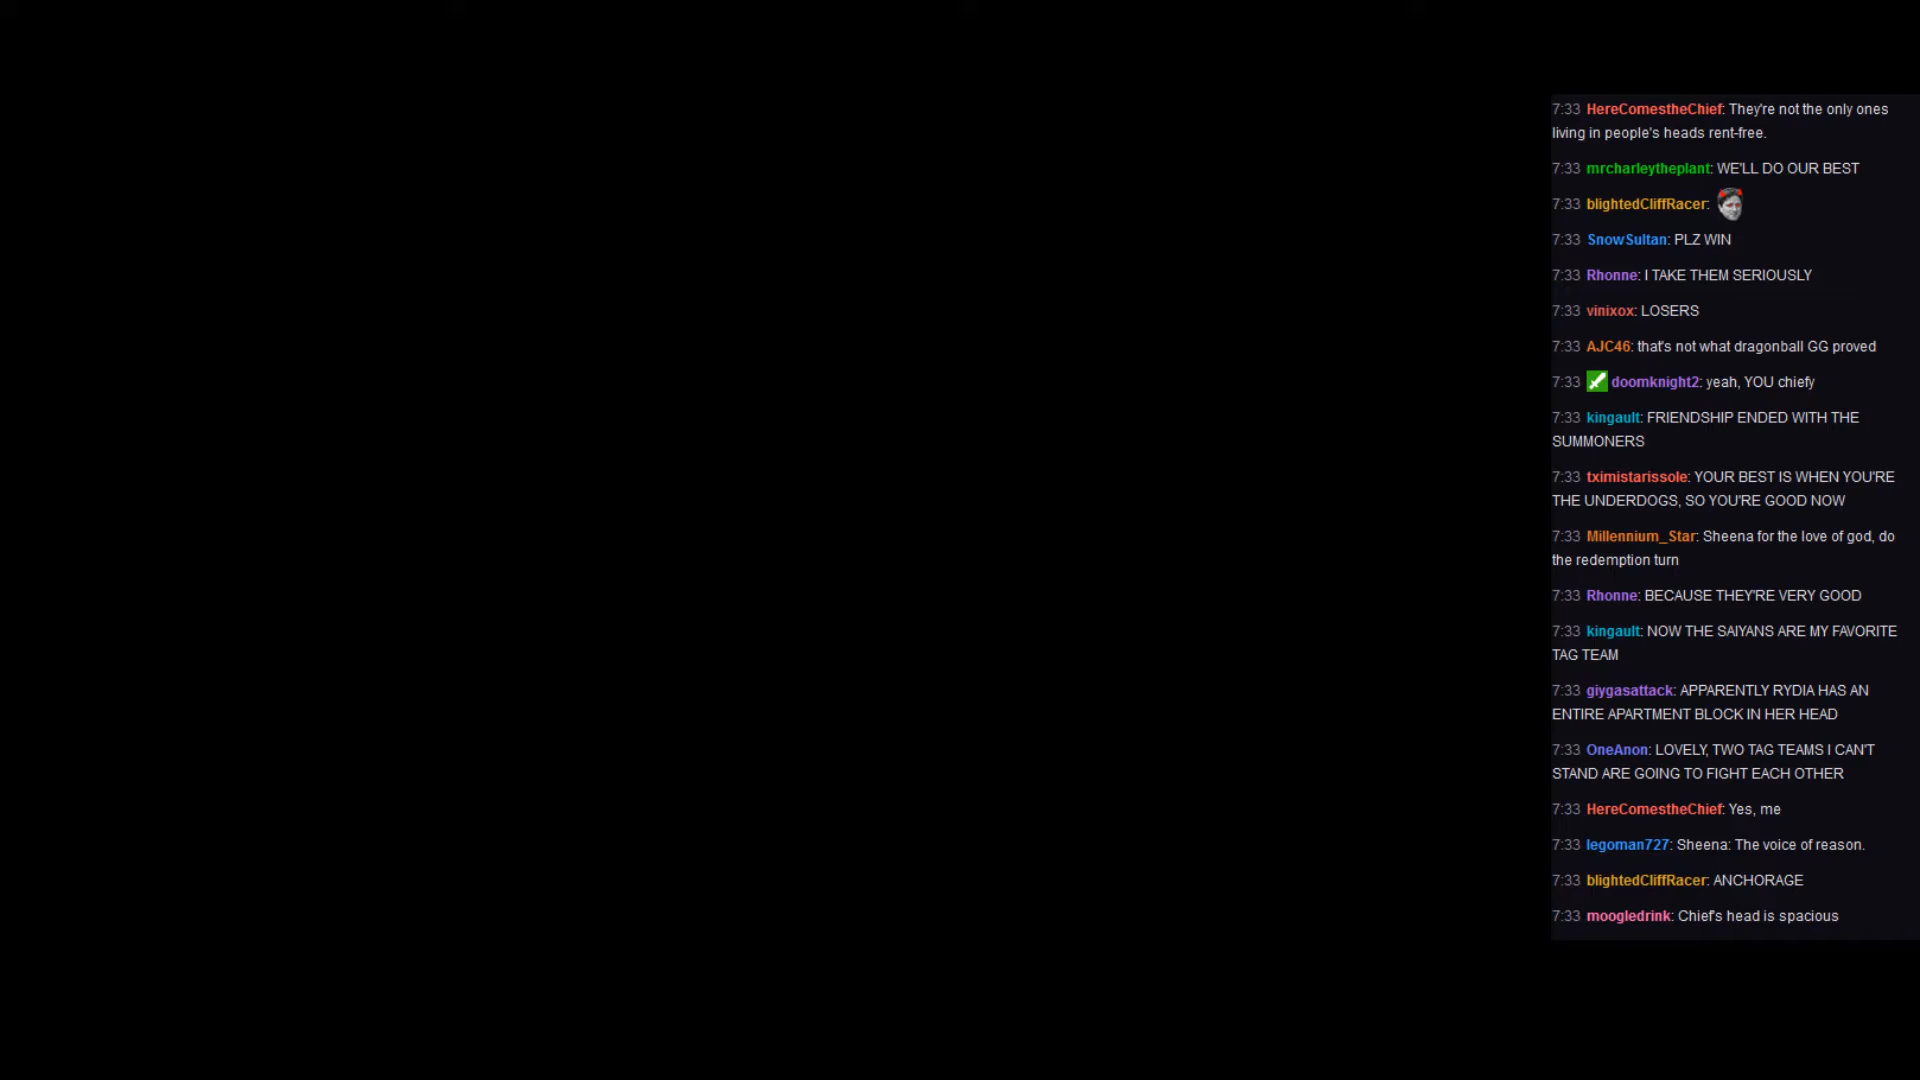 7:33 HereComestheChief: They're not the only ones
living in people's heads rent-free.
7:33 mrcharleytheplant: WE'LL DO OUR BEST
7:33 blightedCliffRacer:
7:33 SnowSultan: PLZ WIN
7:33 Rhonne: I TAKE THEM SERIOUSLY
7:33 vinixox: LOSERS
7:33 AJC46: that's not what dragonball GG proved
7:33 doomknight2: yeah, YOU chiefy
7:33 kingault: FRIENDSHIP ENDED WITH THE
SUMMONERS
7:33 tximistarissole: YOUR BEST IS WHEN YOU'RE
THE UNDERDOGS, SO YOU'RE GOOD NOW
7:33 Millennium_Star: Sheena for the love of god, do
the redemption turn
7:33 Rhonne: BECAUSE THEY'RE VERY GOOD
7:33 kingault: NOW THE SAIYANS ARE MY FAVORITE
TAG TEAM
7:33 giygasattack: APPARENTLY RYDIA HAS AN
ENTIRE APARTMENT BLOCK IN HER HEAD
7:33 OneAnon: LOVELY, TWO TAG TEAMS I CAN'T
STAND ARE GOING TO FIGHT EACH OTHER
7:33 HereComestheChief: Yes, me
7:33 legoman727: Sheena: The voice of reason.
7:33 blightedCliffRacer: ANCHORAGE
7:33 moogledrink: Chief's head is spacious